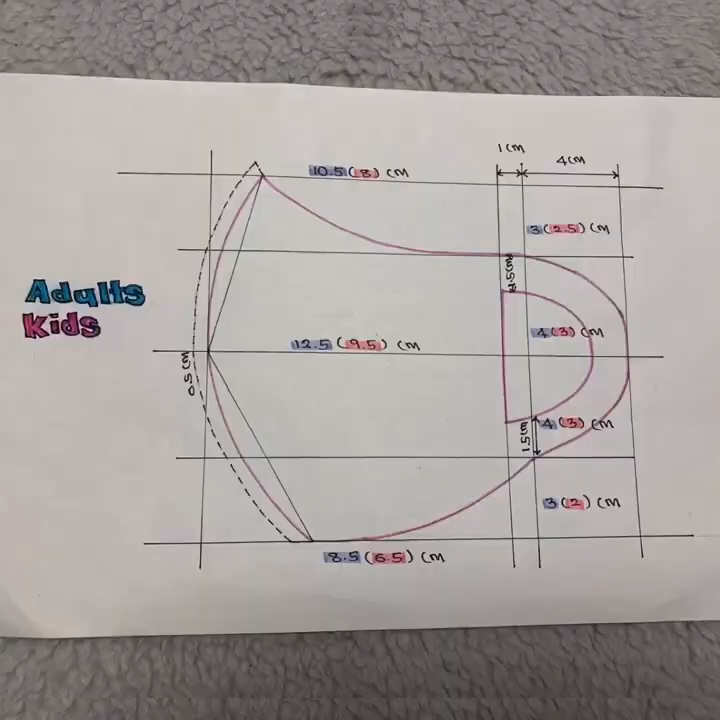 1cm
4cm
10.5 (8) cm
3 (2.5) cm
1.5cm
Adults
Kids
12.5 (9.5) cm
4 (3) cm
0.5cm
4 (3) cm
1.5cm
3 (2) cm
8.5 (6.5) cm